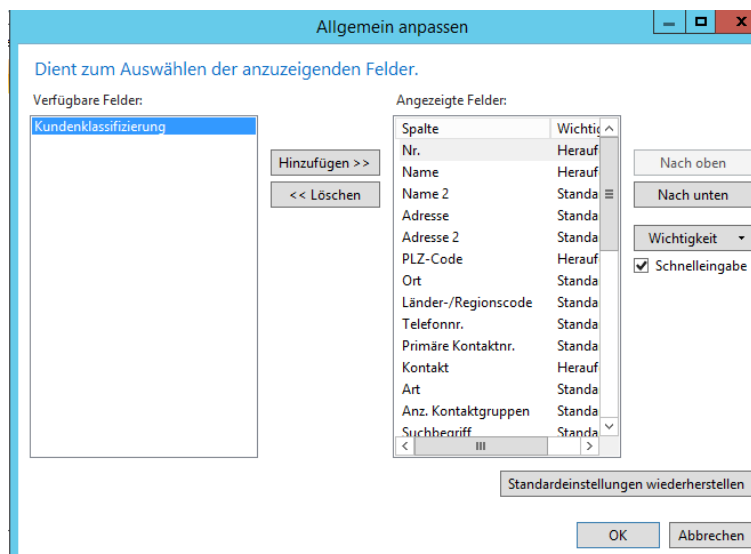 Allgemein anpassen
Dient zum Auswählen der anzuzeigenden Felder.
Verfügbare Felder:
Kundenklassifizierung
Hinzufügen >>
<< Löschen
Angezeigte Felder:
Spalte Wichtig
Nr. Herauf
Name Herauf
Name 2 Standa
Adresse Standa
Adresse 2 Standa
PLZ-Code Herauf
Ort Standa
Länder-/Regionscode Standa
Telefonnr. Standa
Primäre Kontaktnr. Standa
Kontakt Herauf
Art Standa
Anz. Kontaktgruppen Standa
Suchbegriff Standa
Nach oben
Nach unten
Wichtigkeit
Schnelleingabe
Standardeinstellungen wiederherstellen
OK Abbrechen